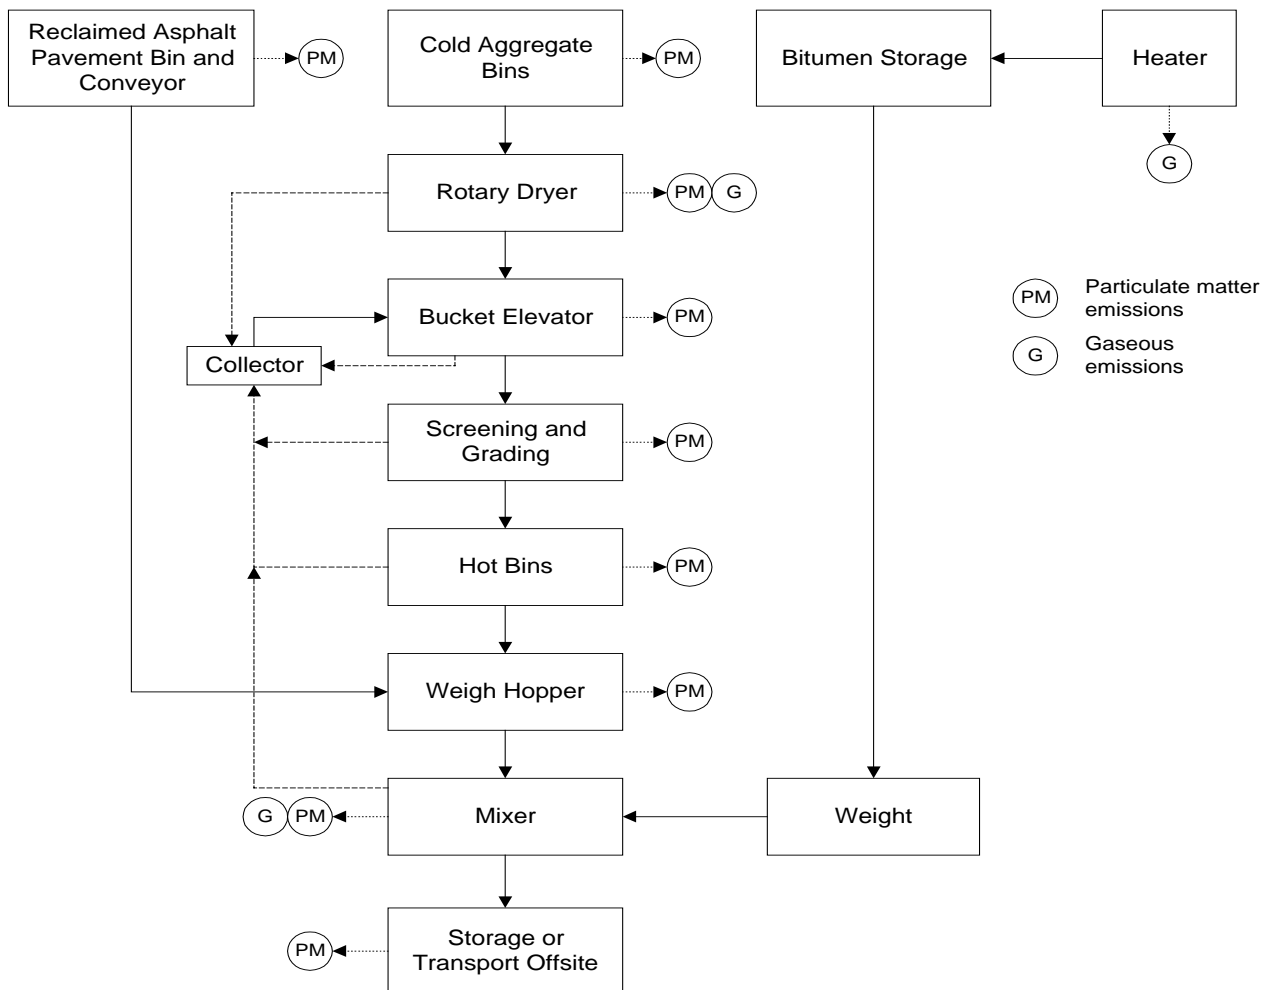 Reclaimed Asphalt
Pavement Bin and
Conveyor
PM
Cold Aggregate
Bins
PM
Bitumen Storage
Heater
G
Rotary Dryer
PM
G
Bucket Elevator
PM
PM
Particulate matter
emissions
G
Gaseous
emissions
Collector
Screening and
Grading
PM
Hot Bins
PM
Weigh Hopper
PM
G
PM
Mixer
Weight
PM
Storage or
Transport Offsite